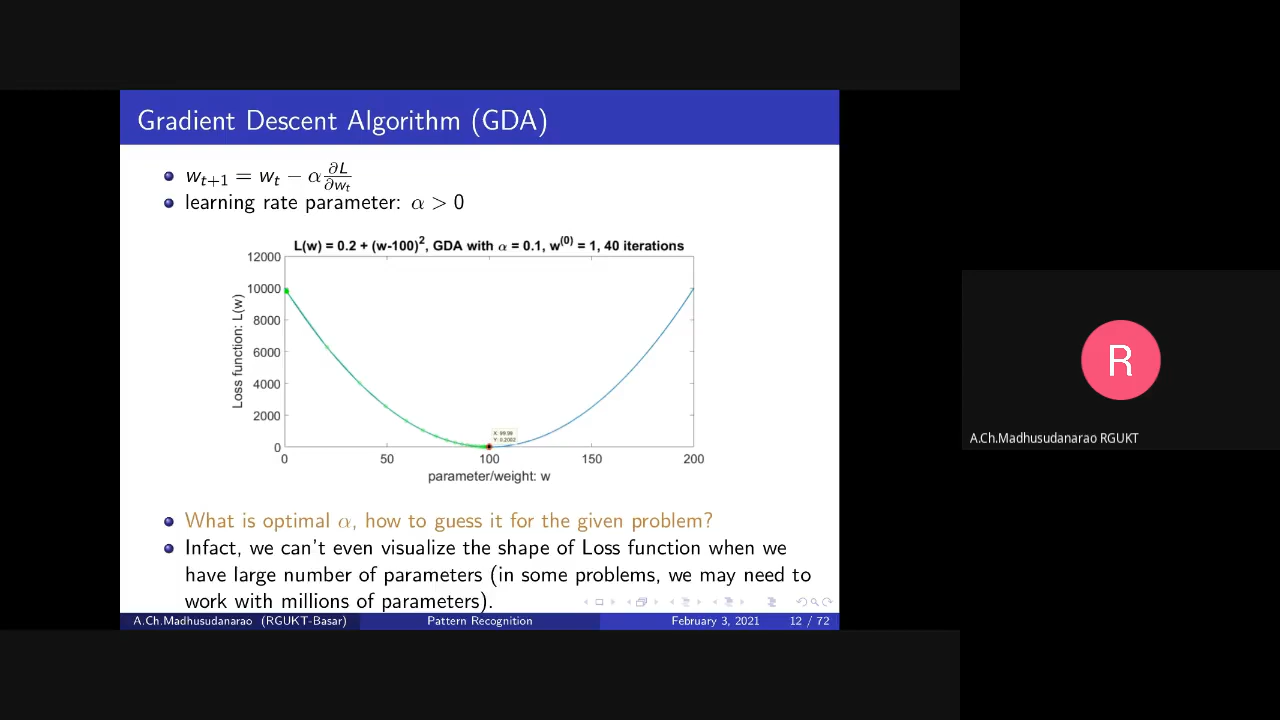 Gradient Descent Algorithm (GDA)
w_{t+1} = w_t − α ∂L/∂w_t
learning rate parameter: α > 0
L(w) = 0.2 + (w-100)^2, GDA with α = 0.1, w^(0) = 1, 40 iterations
12000
10000
8000
6000
4000
2000
0
Loss function: L(w)
X: 99.99
Y: 0.2002
0 50 100 150 200
parameter/weight: w
What is optimal α, how to guess it for the given problem?
Infact, we can't even visualize the shape of Loss function when we
have large number of parameters (in some problems, we may need to
work with millions of parameters).
A.Ch.Madhusudanarao (RGUKT-Basar) Pattern Recognition February 3, 2021 12 / 72
R
A.Ch.Madhusudanarao RGUKT